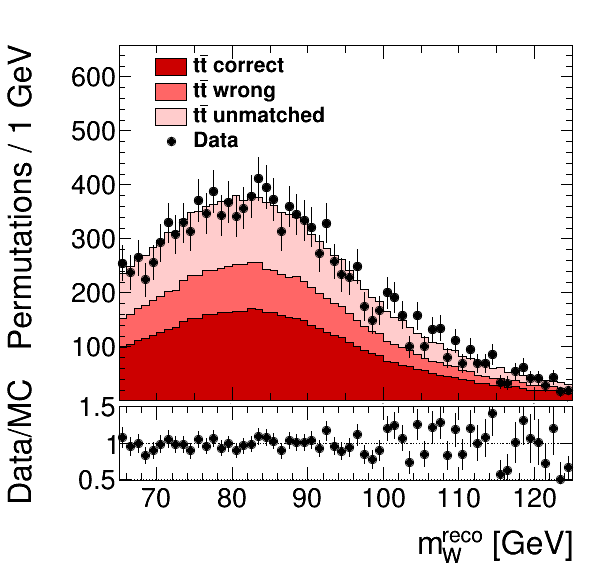 Permutations / 1 GeV
600
500
400
300
200
100
tt̄ correct
tt̄ wrong
tt̄ unmatched
Data
Data/MC
1.5
1
0.5
70 80 90 100 110 120
m_W^reco [GeV]